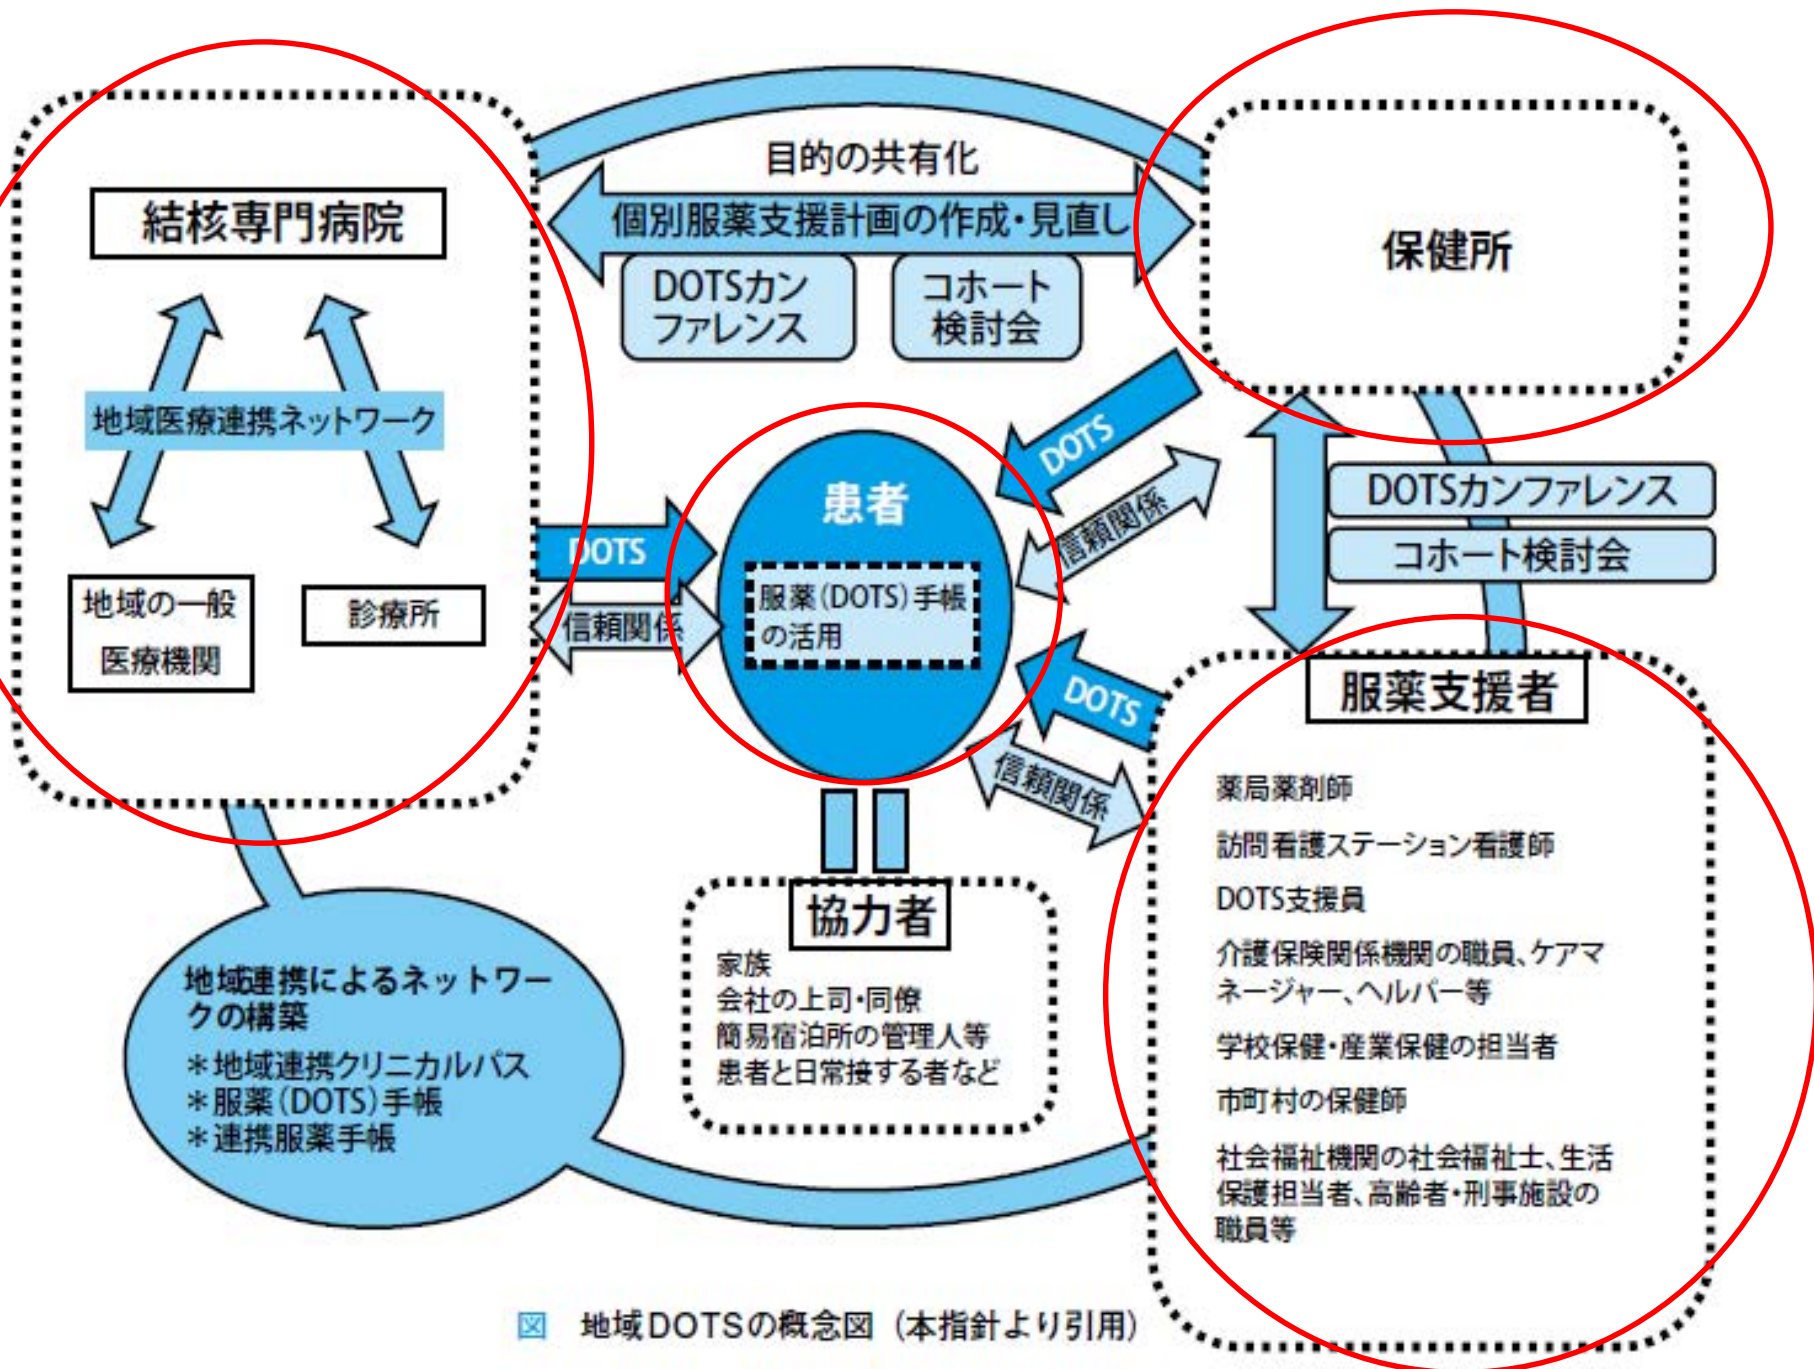 目的の共有化
個別服薬支援計画の作成・見直し
DOTSカン
ファレンス
コホート
検討会
結核専門病院
地域医療連携ネットワーク
地域の一般
医療機関
診療所
保健所
DOTS
信頼関係
DOTS
信頼関係
患者
服薬(DOTS)手帳
の活用
DOTSカンファレンス
コホート検討会
DOTS
信頼関係
服薬支援者
薬局薬剤師
訪問看護ステーション看護師
DOTS支援員
介護保険関係機関の職員、ケアマ
ネージャー、ヘルパー等
学校保健・産業保健の担当者
市町村の保健師
社会福祉機関の社会福祉士、生活
保護担当者、高齢者・刑事施設の
職員等
協力者
家族
会社の上司・同僚
簡易宿泊所の管理人等
患者と日常接する者など
地域連携によるネットワー
クの構築
＊地域連携クリニカルパス
＊服薬(DOTS)手帳
＊連携服薬手帳
図 地域DOTSの概念図（本指針より引用）